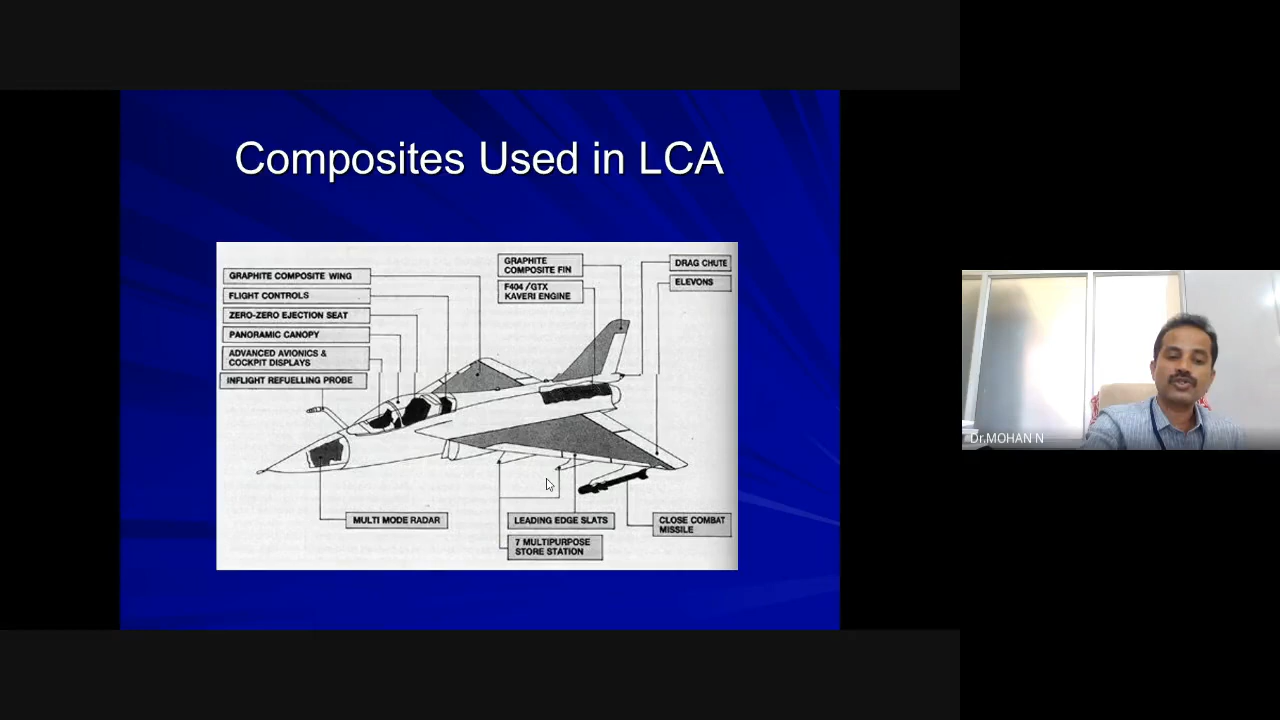 Composites Used in LCA
GRAPHITE COMPOSITE WING
FLIGHT CONTROLS
ZERO-ZERO EJECTION SEAT
PANORAMIC CANOPY
ADVANCED AVIONICS &
COCKPIT DISPLAYS
INFLIGHT REFUELLING PROBE
GRAPHITE
COMPOSITE FIN
F404/GTX
KAVERI ENGINE
DRAG CHUTE
ELEVONS
MULTI MODE RADAR
LEADING EDGE SLATS
7 MULTIPURPOSE
STORE STATION
CLOSE COMBAT
MISSILE
Dr.MOHAN N